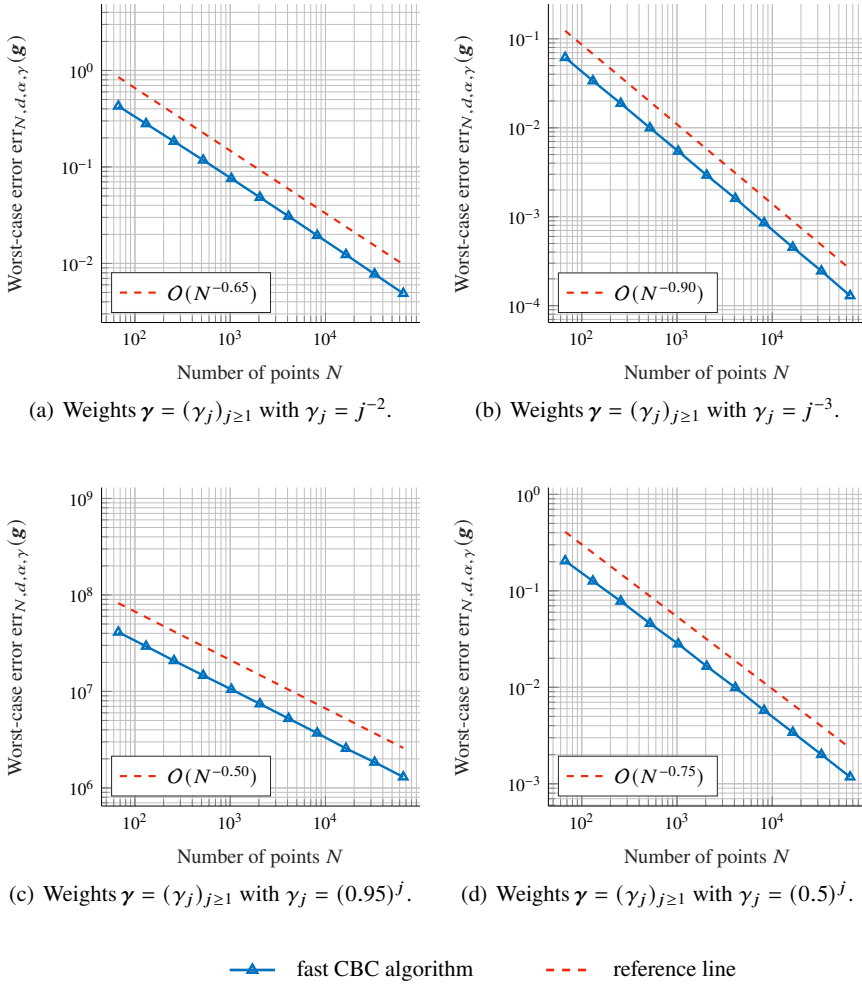 10^0
10^{-1}
10^{-2}
10^2 10^3 10^4
Worst-case error err_{N,d,α,γ}(g)
Number of points N
O(N^{-0.65})
(a) Weights γ = (γ_j)_{j≥1} with γ_j = j^{-2}.
10^{-1}
10^{-2}
10^{-3}
10^{-4}
10^2 10^3 10^4
Worst-case error err_{N,d,α,γ}(g)
Number of points N
O(N^{-0.90})
(b) Weights γ = (γ_j)_{j≥1} with γ_j = j^{-3}.
10^9
10^8
10^7
10^6
10^2 10^3 10^4
Worst-case error err_{N,d,α,γ}(g)
Number of points N
O(N^{-0.50})
(c) Weights γ = (γ_j)_{j≥1} with γ_j = (0.95)^j.
10^0
10^{-1}
10^{-2}
10^{-3}
10^2 10^3 10^4
Worst-case error err_{N,d,α,γ}(g)
Number of points N
O(N^{-0.75})
(d) Weights γ = (γ_j)_{j≥1} with γ_j = (0.5)^j.
fast CBC algorithm reference line